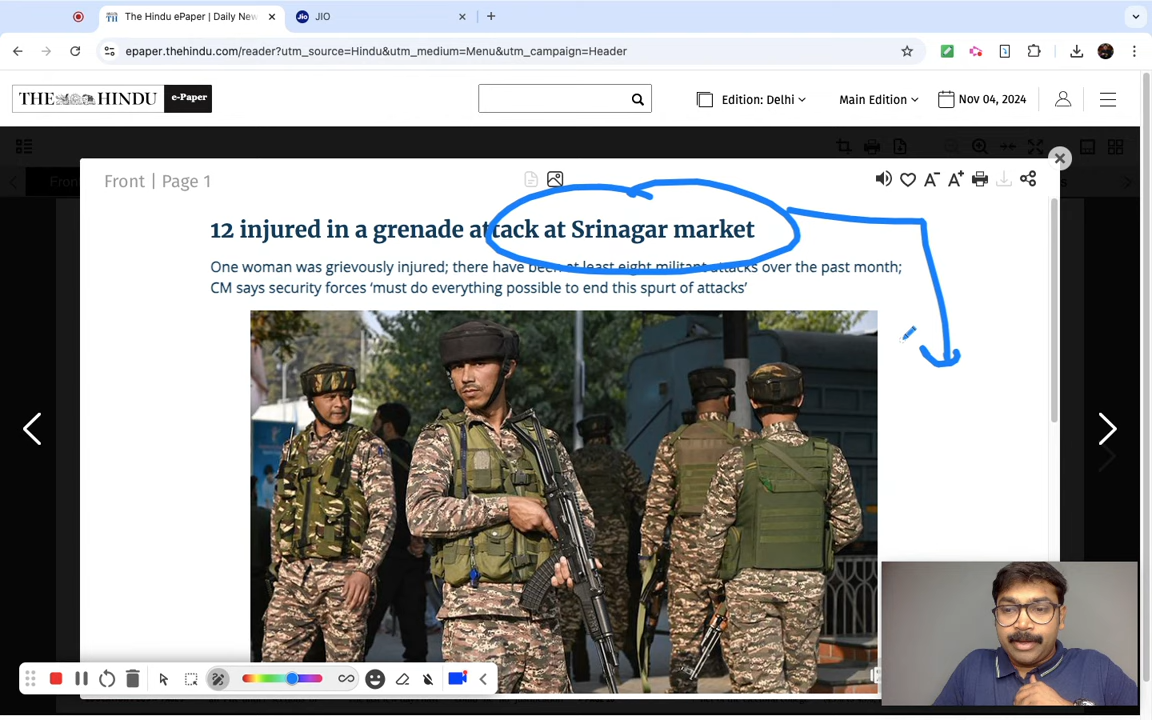 The Hindu ePaper | Daily New
JIO
epaper.thehindu.com/reader?utm_source=Hindu&utm_medium=Menu&utm_campaign=Header
THE HINDU e-Paper
Edition: Delhi
Main Edition
Nov 04, 2024
Front | Page 1
A-
A+
12 injured in a grenade attack at Srinagar market
One woman was grievously injured; there have been at least eight militant attacks over the past month;
CM says security forces ‘must do everything possible to end this spurt of attacks’